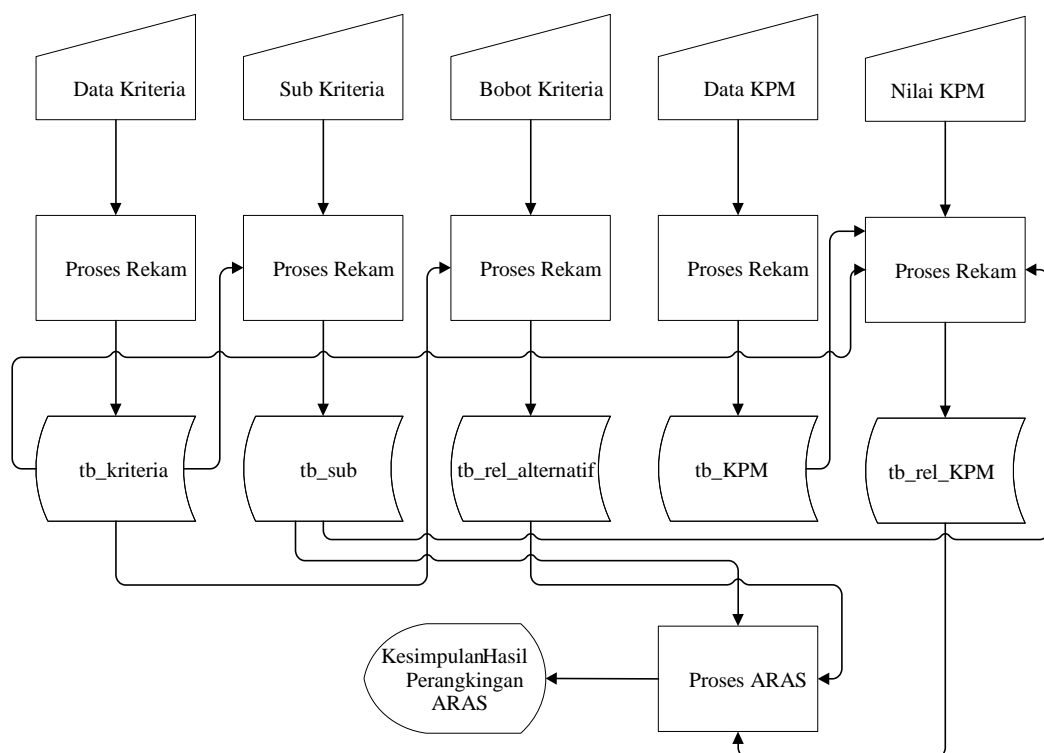 Data Kriteria
Sub Kriteria
Bobot Kriteria
Data KPM
Nilai KPM
Proses Rekam
Proses Rekam
Proses Rekam
Proses Rekam
Proses Rekam
tb_kriteria
tb_sub
tb_rel_alternatif
tb_KPM
tb_rel_KPM
KesimpulanHasil
Perangkingan
ARAS
Proses ARAS